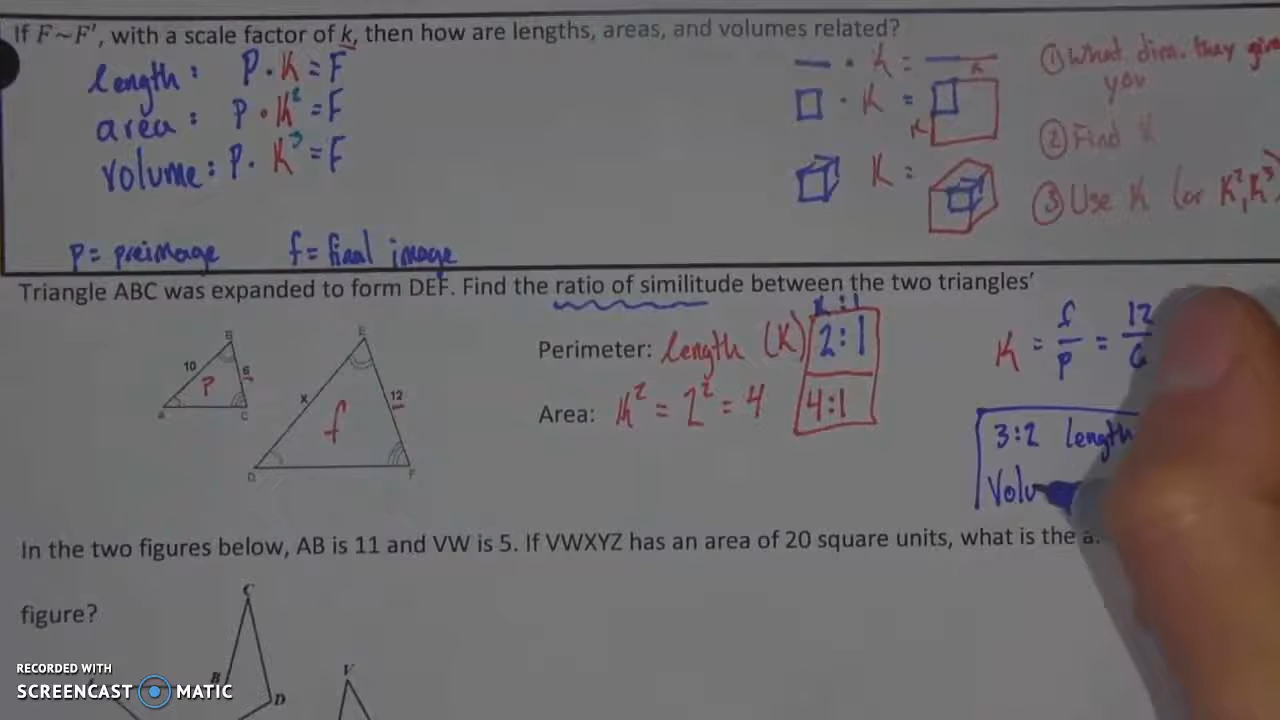 If F~F', with a scale factor of k, then how are lengths, areas, and volumes related?
length: P · K = F
area: P · K² = F
volume: P · K³ = F
P = preimage f = final image
· K = K
· K = K
K =
① What dim. they give you
② Find K
③ Use K (or K², K³)
Triangle ABC was expanded to form DEF. Find the ratio of similitude between the two triangles'
B
10
6
P
A
C
E
x
12
f
D
F
K:1
Perimeter: length (K) 2:1
Area: K² = 2² = 4 4:1
K = f/P = 12/6
3:2 length
Volu
In the two figures below, AB is 11 and VW is 5. If VWXYZ has an area of 20 square units, what is the a
figure?
C
B
D
V
RECORDED WITH
SCREENCAST MATIC